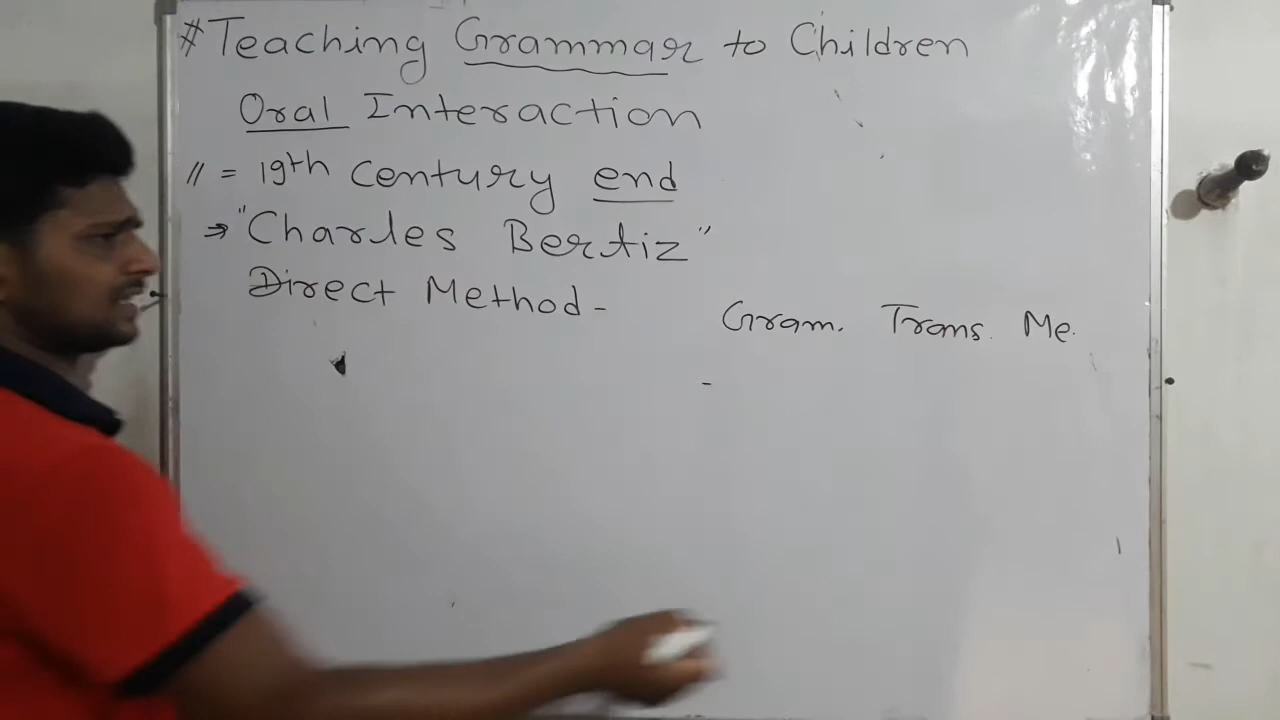 # Teaching Grammar to Children
Oral Interaction
// = 19th century end
→ "Charles Bertiz"
Direct Method -
Gram. Trans. Me.
-